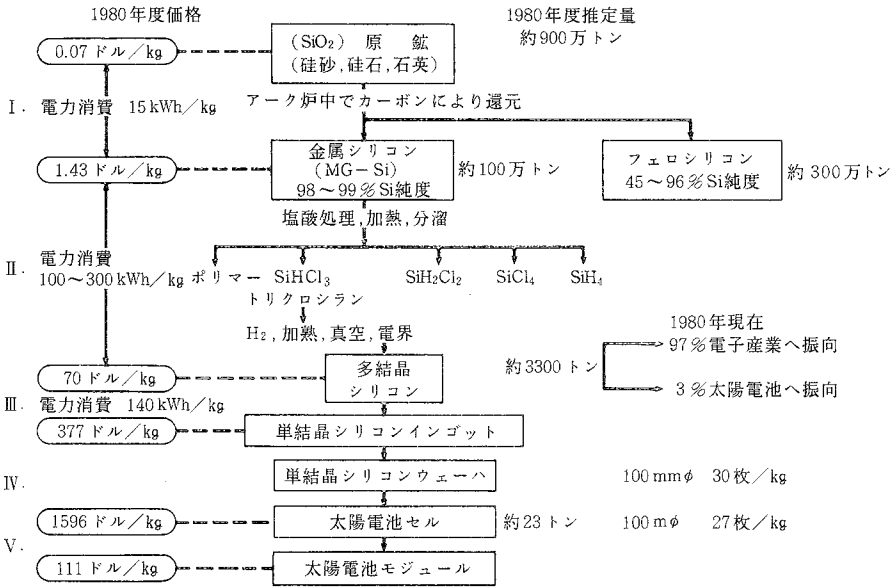 1980年度価格
1980年度推定量
約900万トン
0.07ドル/kg
(SiO₂) 原 鉱
(硅砂,硅石,石英)
アーク炉中でカーボンにより還元
Ⅰ. 電力消費 15kWh/kg
1.43ドル/kg
金属シリコン
(MG-Si)
98~99%Si純度
約100万トン
フェロシリコン
45~96%Si純度
約300万トン
塩酸処理,加熱,分溜
Ⅱ. 電力消費
100~300kWh/kg
ポリマー SiHCl₃ SiH₂Cl₂ SiCl₄ SiH₄
トリクロシラン
H₂,加熱,真空,電界
1980年現在
97%電子産業へ振向
約3300トン
3%太陽電池へ振向
70ドル/kg
多結晶
シリコン
Ⅲ. 電力消費 140kWh/kg
377ドル/kg
単結晶シリコンインゴット
Ⅳ.
単結晶シリコンウェーハ
100mmφ 30枚/kg
1596ドル/kg
太陽電池セル
約23トン
100mφ 27枚/kg
Ⅴ.
111ドル/kg
太陽電池モジュール